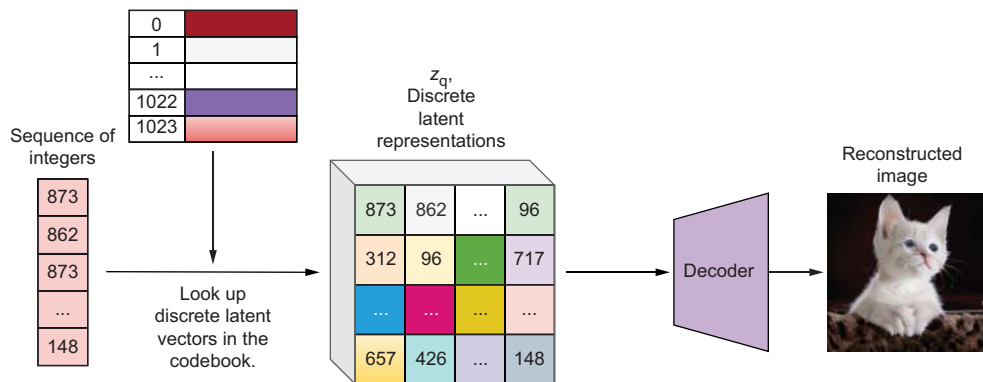 0
1
...
1022
1023
Sequence of
integers
873
862
873
...
148
Look up
discrete latent
vectors in the
codebook.
zq,
Discrete
latent
representations
873 862 ... 96
312 96 ... 717
... ... ... ...
657 426 ... 148
Decoder
Reconstructed
image